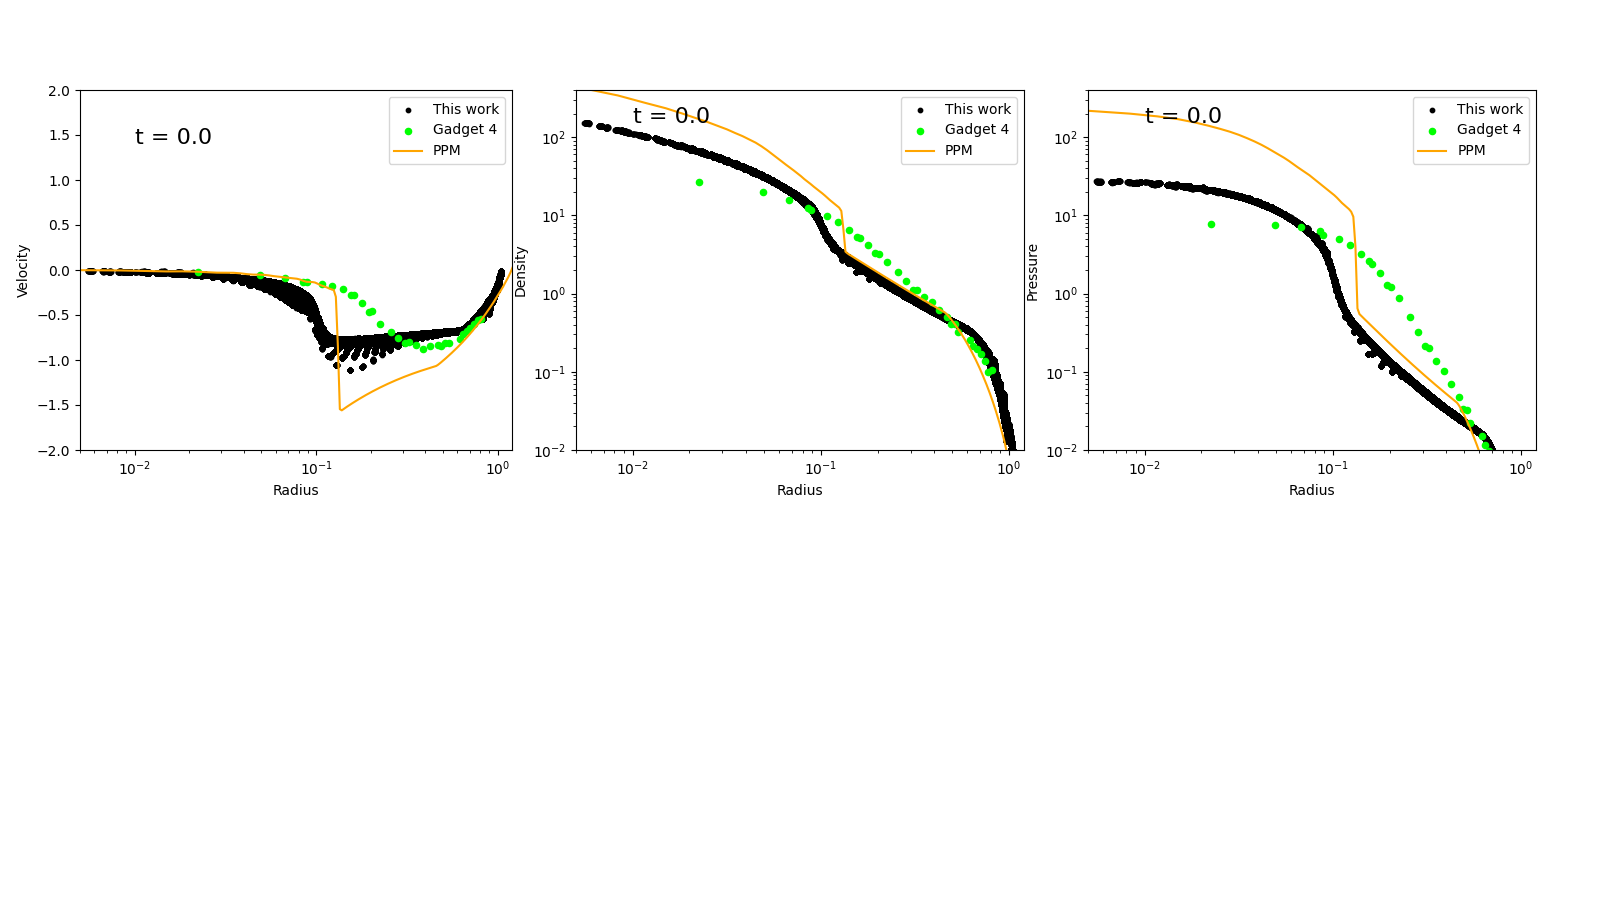 2.0
1.5
1.0
0.5
0.0
−0.5
−1.0
−1.5
−2.0
Velocity
t = 0.0
This work
Gadget 4
PPM
10⁻²
10⁻¹
10⁰
Radius
10²
10¹
10⁰
10⁻¹
10⁻²
Density
t = 0.0
This work
Gadget 4
PPM
10⁻²
10⁻¹
10⁰
Radius
10²
10¹
10⁰
10⁻¹
10⁻²
Pressure
t = 0.0
This work
Gadget 4
PPM
10⁻²
10⁻¹
10⁰
Radius